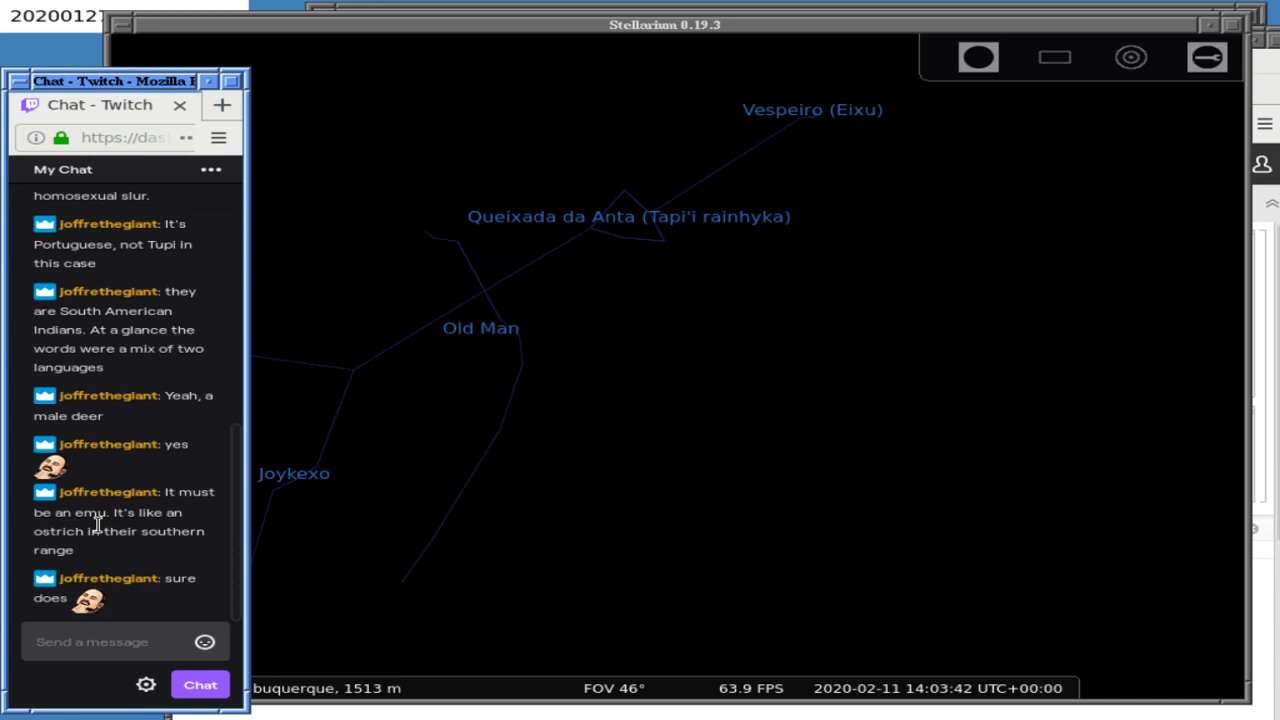 20200121
Stellarium 0.19.3
Chat - Twitch - Mozilla F
Chat - Twitch
https://das
My Chat
homosexual slur.
joffrethegiant: It's
Portuguese, not Tupi in
this case
joffrethegiant: they
are South American
Indians. At a glance the
words were a mix of two
languages
joffrethegiant: Yeah, a
male deer
joffrethegiant: yes
joffrethegiant: It must
be an emu. It's like an
ostrich in their southern
range
joffrethegiant: sure
does
Send a message
Chat
Vespeiro (Eixu)
Queixada da Anta (Tapi'i rainhyka)
Old Man
Joykexo
buquerque, 1513 m
FOV 46°
63.9 FPS
2020-02-11 14:03:42 UTC+00:00